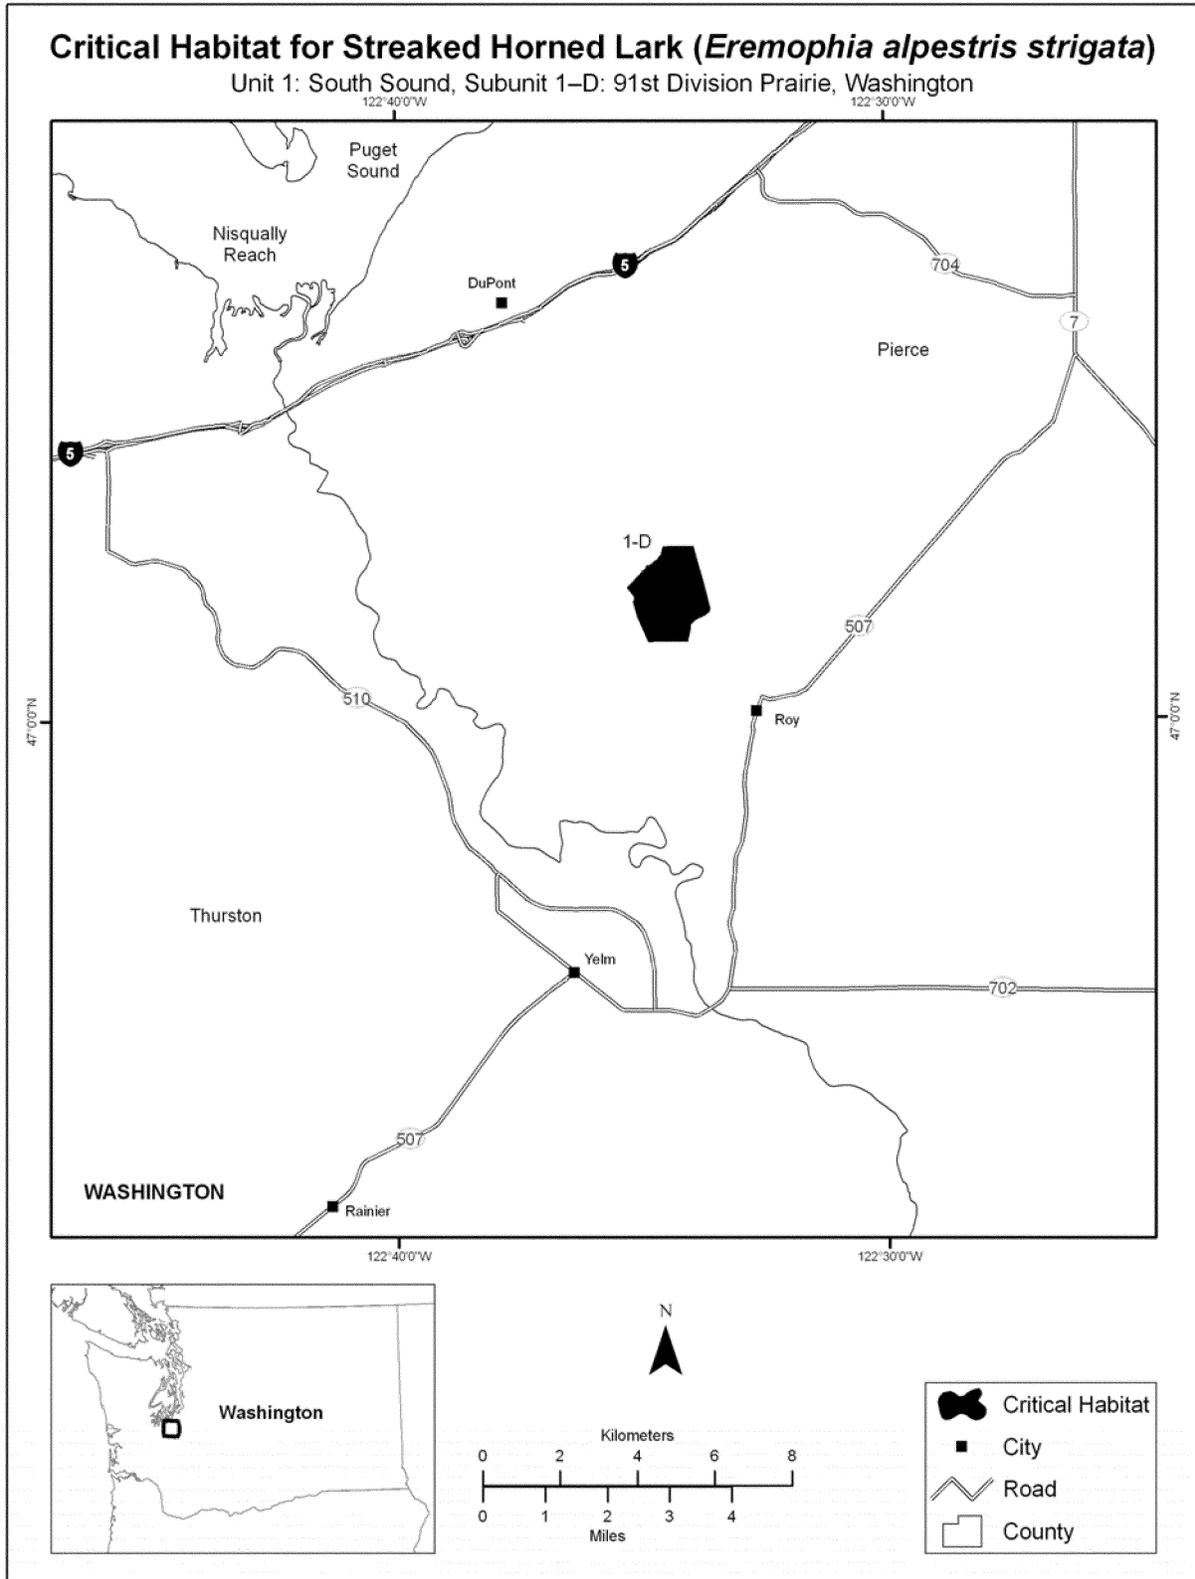 Critical Habitat for Streaked Horned Lark (Eremophia alpestris strigata)
Unit 1: South Sound, Subunit 1–D: 91st Division Prairie, Washington
122°40'0"W
122°30'0"W
Puget
Sound
Nisqually
Reach
5
704
DuPont
7
Pierce
5
1-D
507
510
47°0'0"N
47°0'0"N
Roy
Thurston
Yelm
702
507
WASHINGTON
Rainier
122°40'0"W
122°30'0"W
Washington
N
Kilometers
0 2 4 6 8
0 1 2 3 4
Miles
Critical Habitat
City
Road
County